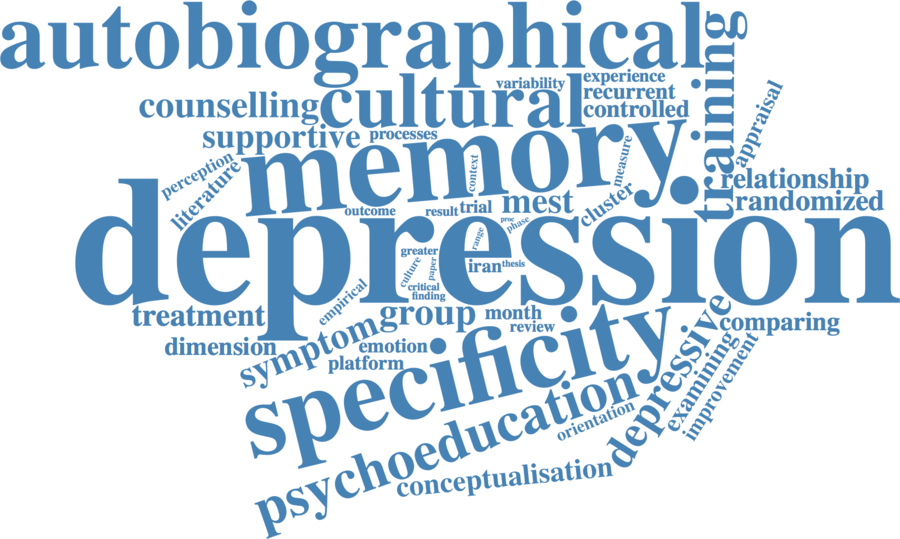 autobiographical
training
variability
experience
recurrent
controlled
counselling
cultural
appraisal
supportive
processes
memory
measure
context
perception
literature
relationship
randomized
depression
outcome
result
trial
mest
cluster
proc
phase
range
greater
culture
paper
iran
thesis
critical
finding
empirical
treatment
group
month
review
comparing
dimension
symptom
emotion
platform
specificity
depressive
examining
improvement
psychoeducation
orientation
conceptualisation